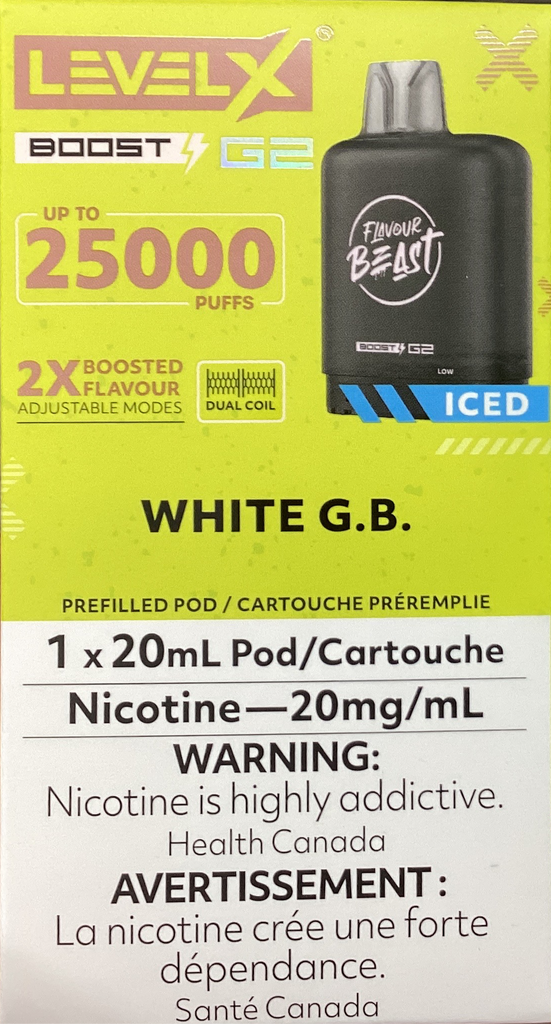 LEVELX®
BOOST G2
UP TO
25000
PUFFS
2X BOOSTED
FLAVOUR
ADJUSTABLE MODES
DUAL COIL
FLAVOUR
BEAST
BOOST G2
LOW
ICED
WHITE G.B.
PREFILLED POD / CARTOUCHE PRÉREMPLIE
1 x 20mL Pod/Cartouche
Nicotine—20mg/mL
WARNING:
Nicotine is highly addictive.
Health Canada
AVERTISSEMENT :
La nicotine crée une forte
dépendance.
Santé Canada